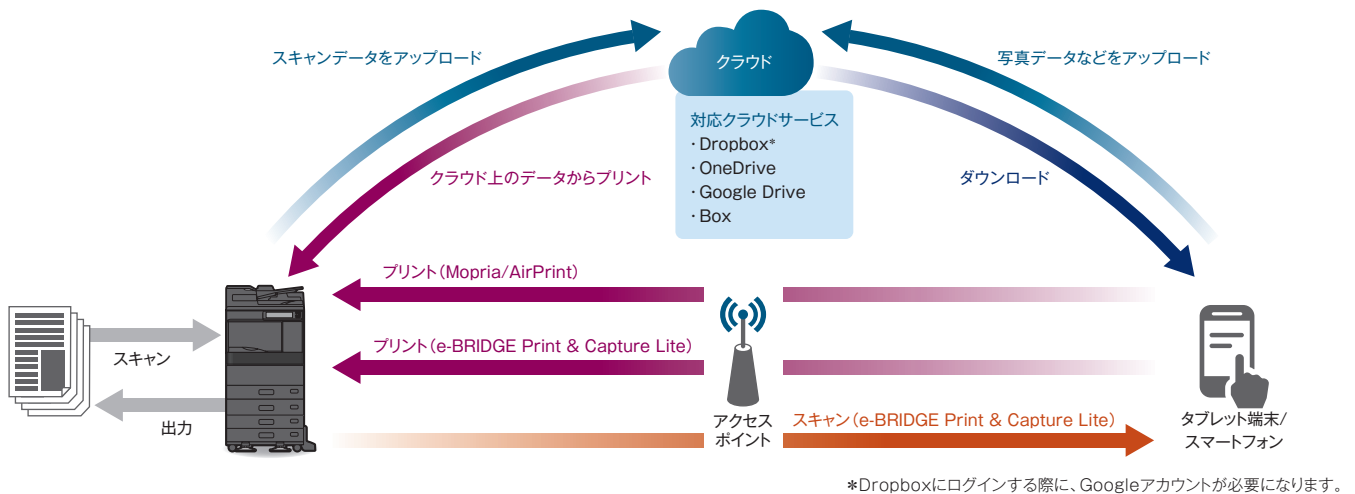 スキャンデータをアップロード
クラウド
写真データなどをアップロード
対応クラウドサービス
・Dropbox*
・OneDrive
・Google Drive
・Box
クラウド上のデータからプリント
ダウンロード
プリント（Mopria/AirPrint）
スキャン
プリント（e-BRIDGE Print & Capture Lite）
出力
アクセス
ポイント
スキャン（e-BRIDGE Print & Capture Lite）
タブレット端末/
スマートフォン
*Dropboxにログインする際に、Googleアカウントが必要になります。